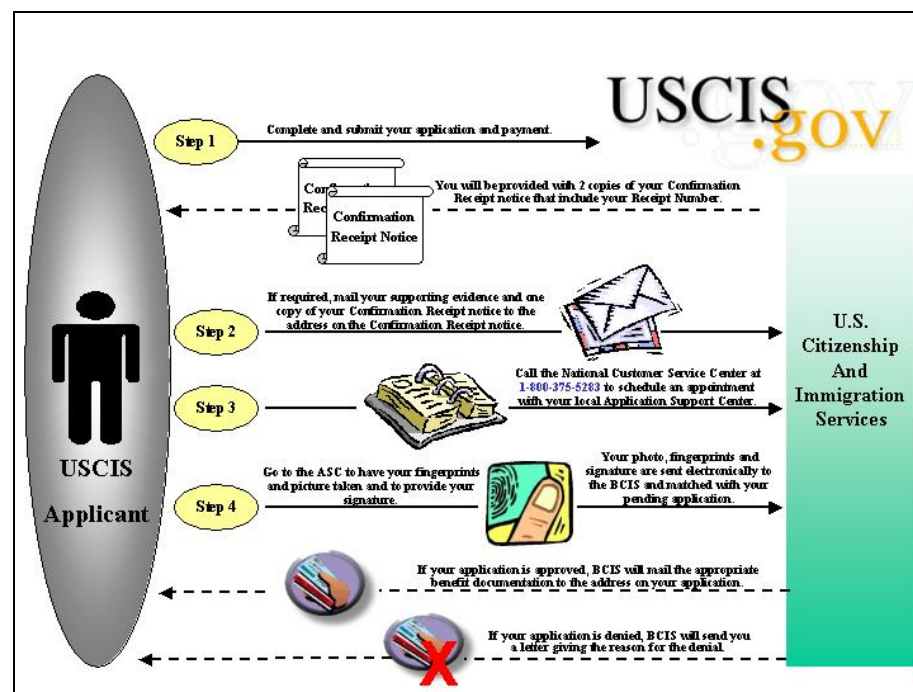 USCIS
.gov
Step 1
Complete and submit your application and payment.
You will be provided with 2 copies of your Confirmation
Receipt notice that include your Receipt Number.
Confirmation
Receipt Notice
If required, mail your supporting evidence and one
copy of your Confirmation Receipt notice to the
address on the Confirmation Receipt notice.
Step 2
Call the National Customer Service Center at
1-800-375-5283 to schedule an appointment
with your local Application Support Center.
Step 3
Go to the ASC to have your fingerprints
and picture taken and to provide your
signature.
Step 4
Your photo, fingerprints and
signature are sent electronically to
the BCIS and matched with your
pending application.
If your application is approved, BCIS will mail the appropriate
benefit documentation to the address on your application.
If your application is denied, BCIS will send you
a letter giving the reason for the denial.
USCIS
Applicant
U.S.
Citizenship
And
Immigration
Services